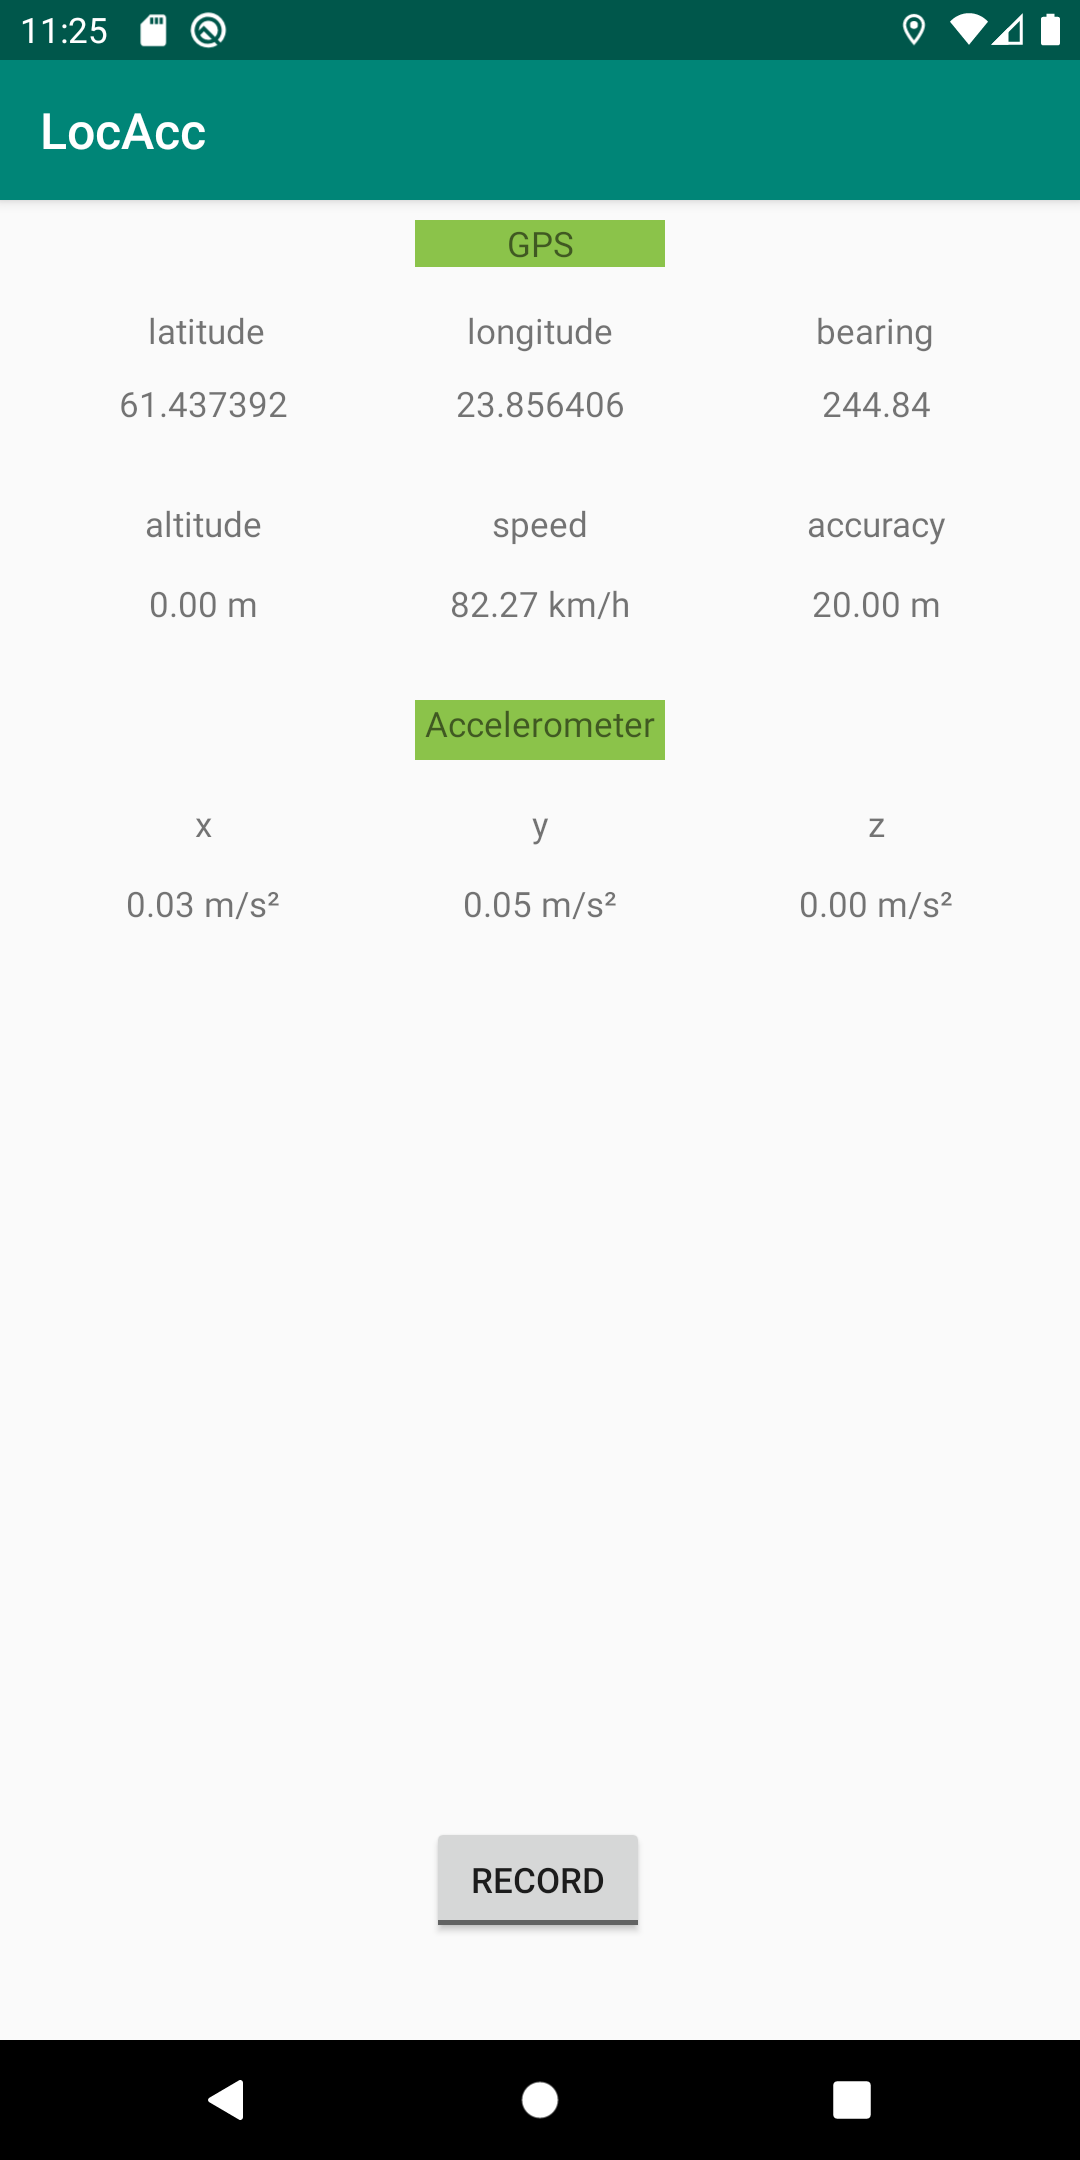 11:25
LocAcc
GPS
latitude longitude bearing
61.437392 23.856406 244.84
altitude speed accuracy
0.00 m 82.27 km/h 20.00 m
Accelerometer
x y z
0.03 m/s² 0.05 m/s² 0.00 m/s²
RECORD